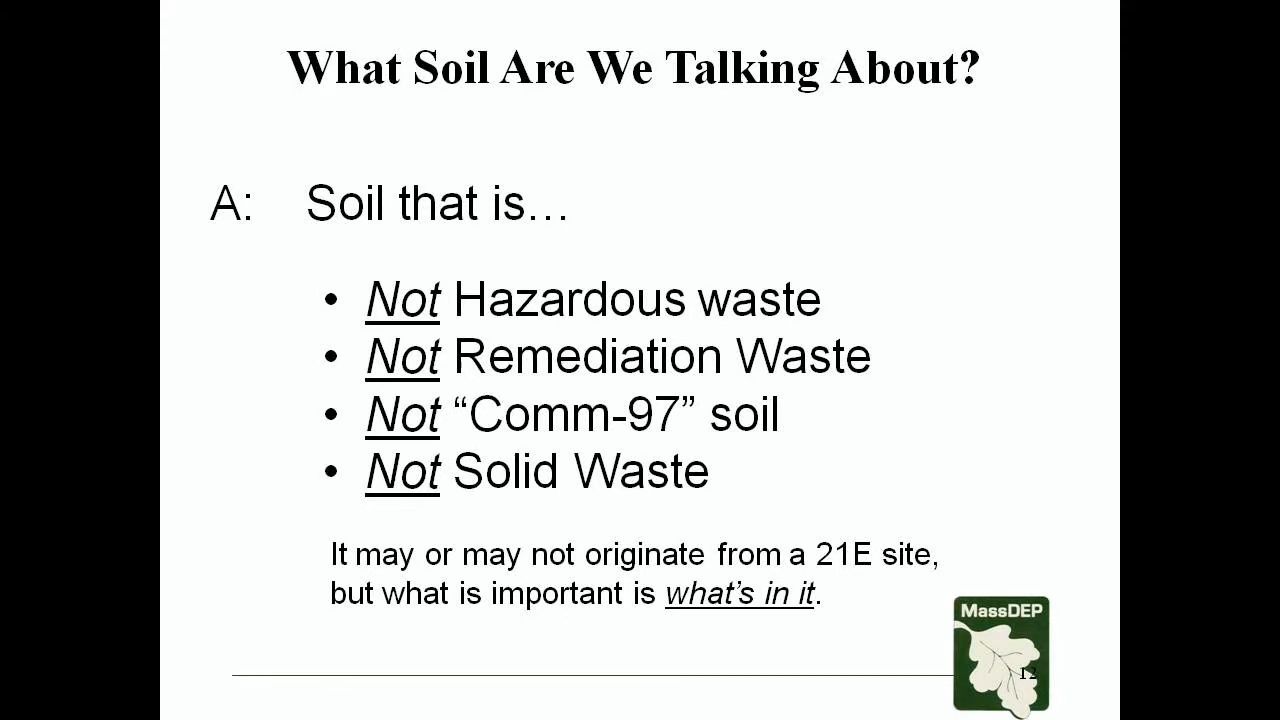 What Soil Are We Talking About?
A: Soil that is…
• Not Hazardous waste
• Not Remediation Waste
• Not “Comm-97” soil
• Not Solid Waste
It may or may not originate from a 21E site,
but what is important is what’s in it.
MassDEP
12